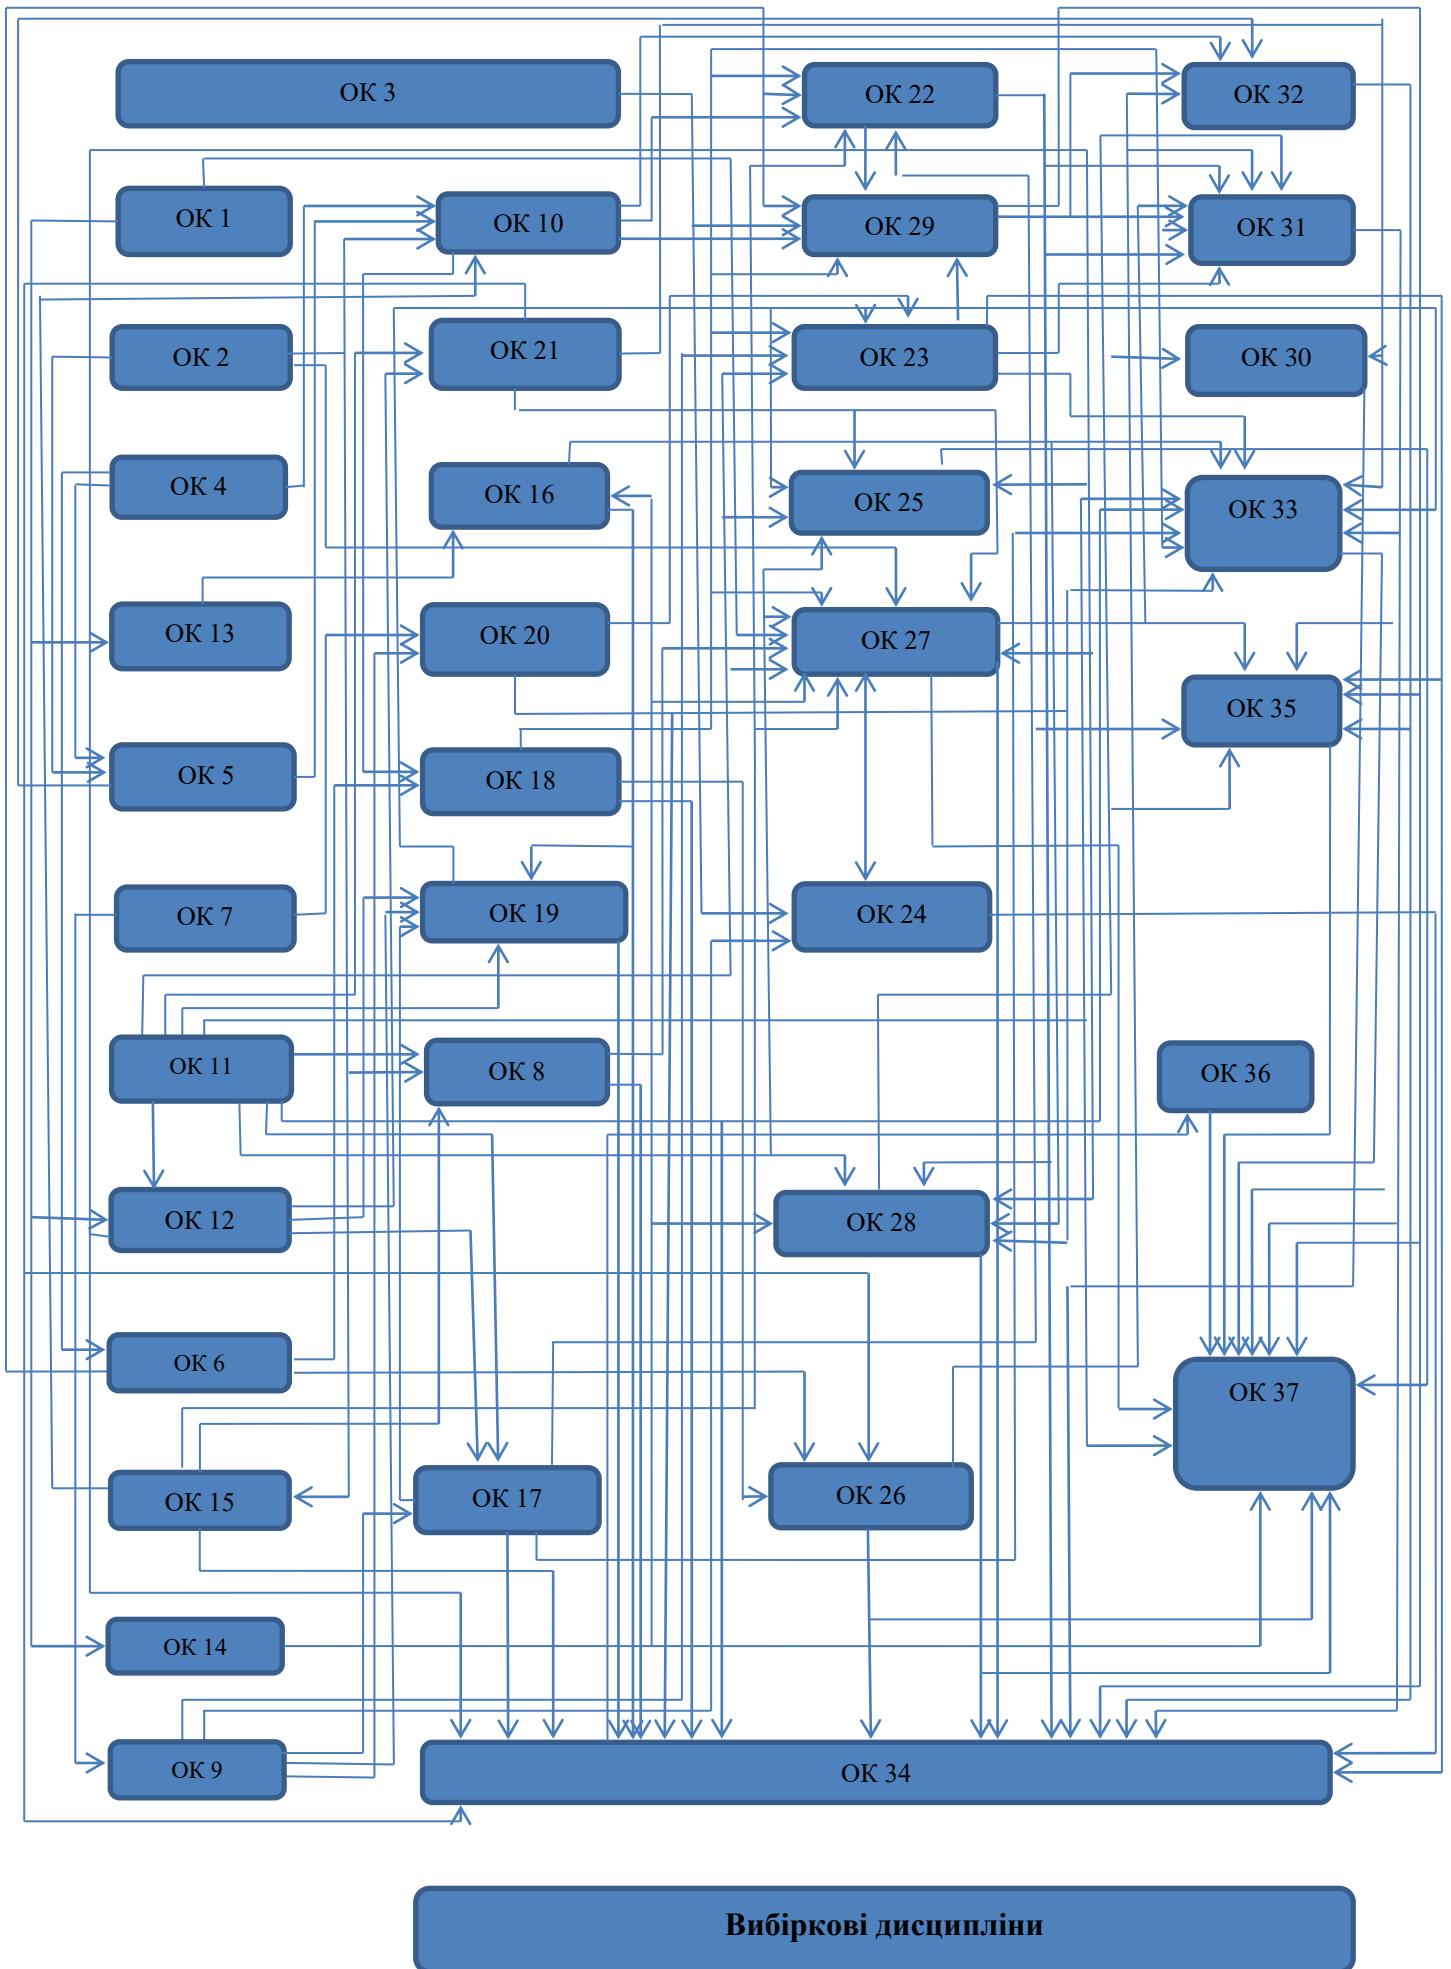 ОК 3
ОК 22
ОК 32
ОК 1
ОК 10
ОК 29
ОК 31
ОК 2
ОК 21
ОК 23
ОК 30
ОК 4
ОК 16
ОК 25
ОК 33
ОК 13
ОК 20
ОК 27
ОК 35
ОК 5
ОК 18
ОК 7
ОК 19
ОК 24
ОК 11
ОК 8
ОК 36
ОК 12
ОК 28
ОК 6
ОК 37
ОК 15
ОК 17
ОК 26
ОК 14
ОК 9
ОК 34
Вибіркові дисципліни